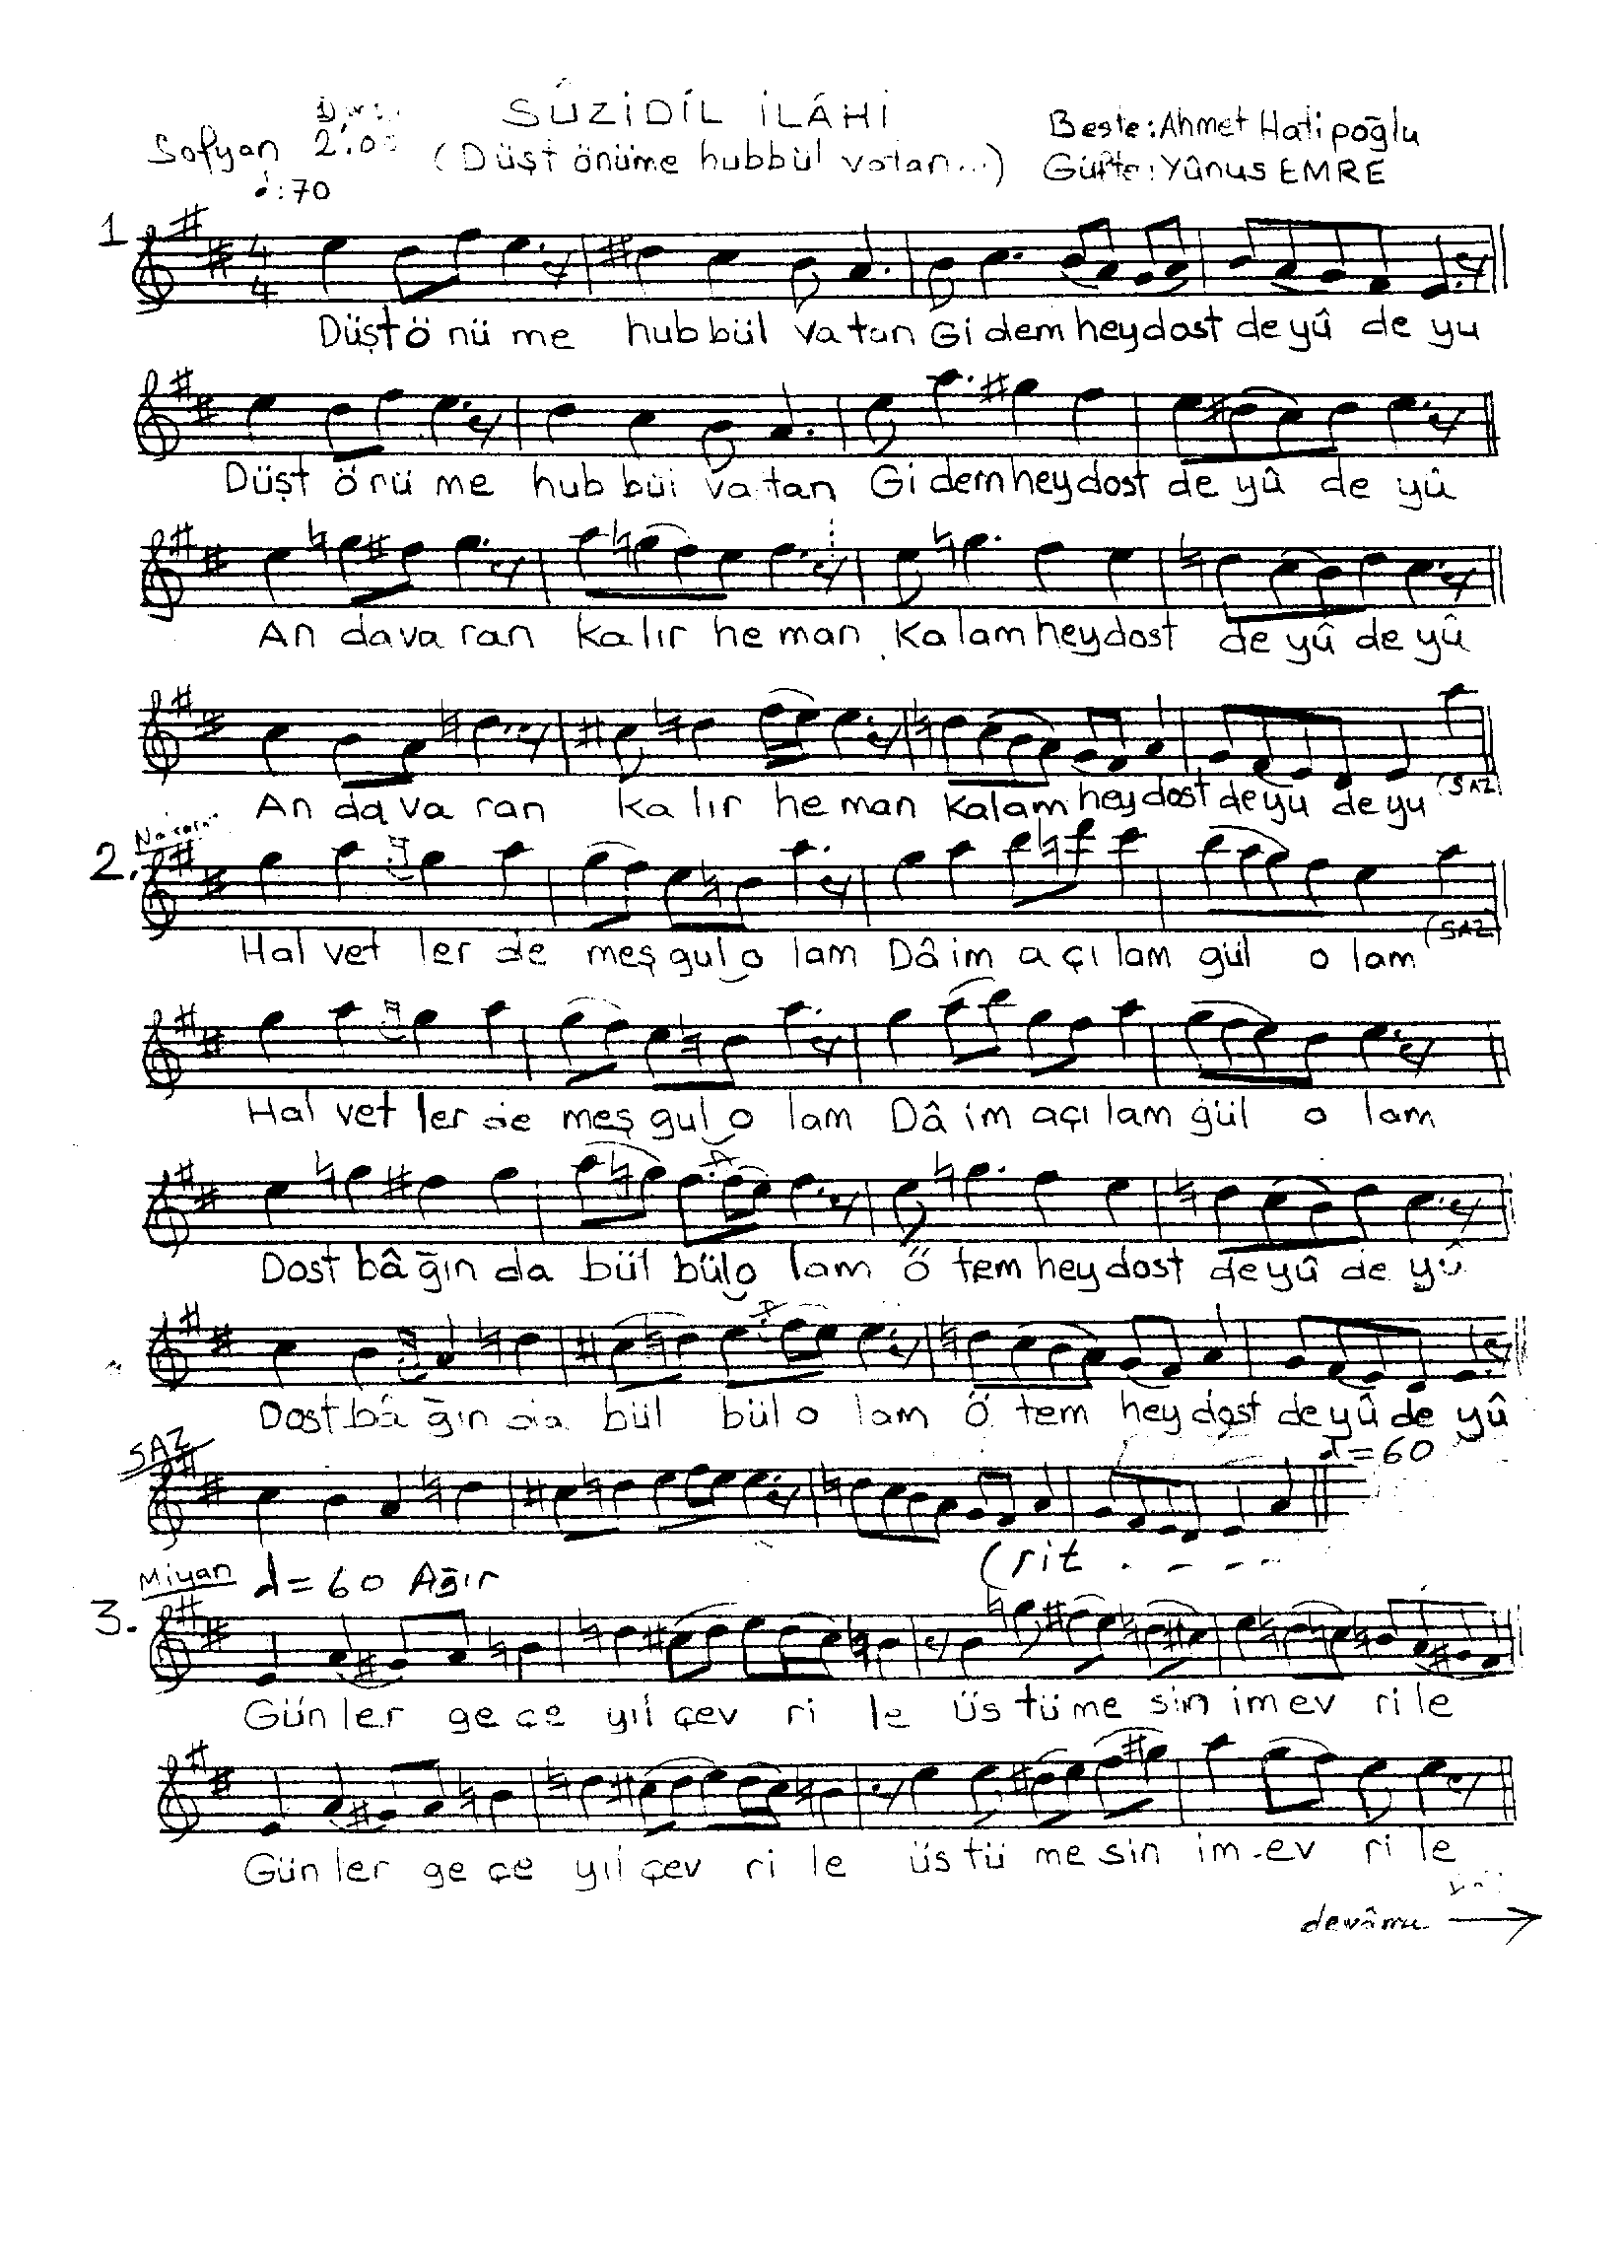 SÛZİDİL İLÂHİ
Sofyan
(Düşt önüme hubbül vatan...)
Beste: Ahmet Hatipoğlu
Güfte: Yûnus EMRE
♩:70
1
4
4
Düşt ö nü me hub bül va tan Gi dem hey dost de yû de yu
Düşt ö nü me hub bül va tan Gi dem hey dost de yû de yû
An da va ran ka lır he man Ka lam hey dost de yû de yû
An da va ran ka lır he man Ka lam hey dost de yu de yu (SAZ)
2.
Hal vet ler de meş gul o lam Dâ im a çı lam gül o lam (SAZ)
Hal vet ler de meş gul o lam Dâ im a çı lam gül o lam
Dost bâ ğın da bül bül o lam Ö tem hey dost de yû de yû
Dost bâ ğın da bül bül o lam Ö tem hey dost de yû de yû
SAZ
♩=60
(rit . - - - -
Miyan ♩=60 Ağır
3.
Gün ler ge çe yıl çev ri le üs tü me sin im ev ri le
Gün ler ge çe yıl çev ri le üs tü me sin im-ev ri le
devâmı →